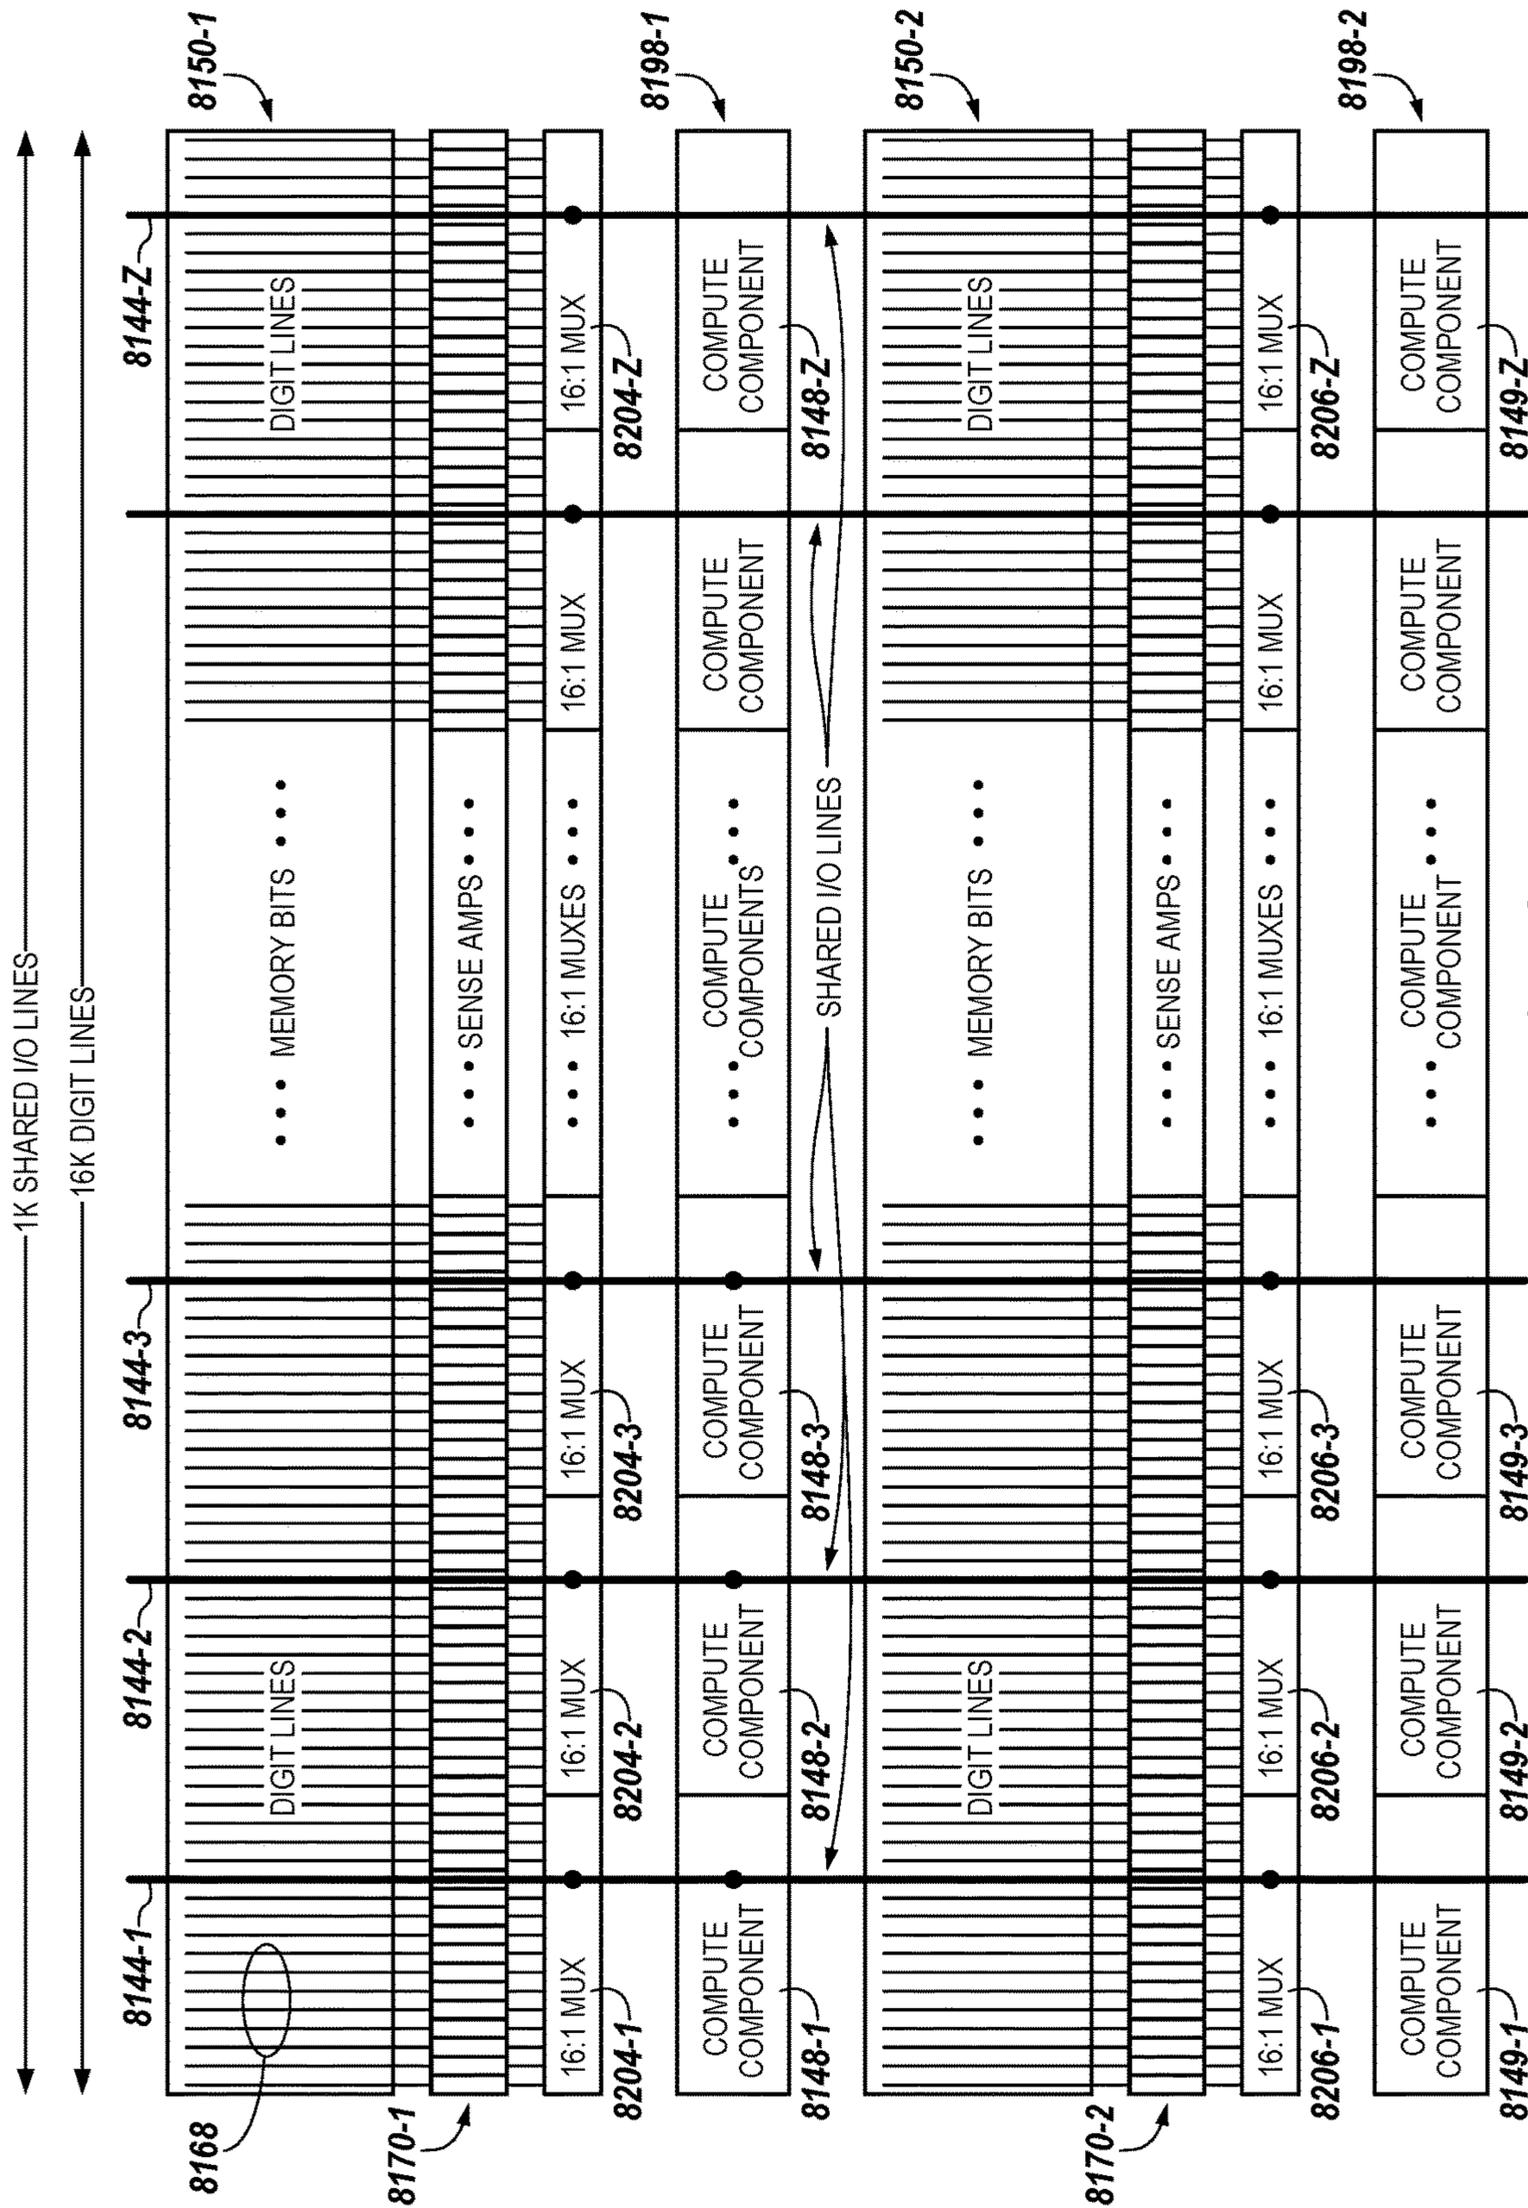 1K SHARED I/O LINES
16K DIGIT LINES
8144-1
8144-2
8144-3
8144-Z
8150-1
8168
DIGIT LINES
• • • MEMORY BITS • • •
DIGIT LINES
8170-1
• • • SENSE AMPS • • •
16:1 MUX
16:1 MUX
16:1 MUX
• • • 16:1 MUXES • • •
16:1 MUX
16:1 MUX
8204-1
8204-2
8204-3
8204-Z
8198-1
COMPUTE
COMPONENT
COMPUTE
COMPONENT
COMPUTE
COMPONENT
• • • COMPUTE
COMPONENTS • • •
COMPUTE
COMPONENT
COMPUTE
COMPONENT
8148-1
8148-2
8148-3
8148-Z
SHARED I/O LINES
8150-2
DIGIT LINES
• • • MEMORY BITS • • •
DIGIT LINES
8170-2
• • • SENSE AMPS • • •
16:1 MUX
16:1 MUX
16:1 MUX
• • • 16:1 MUXES • • •
16:1 MUX
16:1 MUX
8206-1
8206-2
8206-3
8206-Z
8198-2
COMPUTE
COMPONENT
COMPUTE
COMPONENT
COMPUTE
COMPONENT
• • • COMPUTE
COMPONENT • • •
COMPUTE
COMPONENT
COMPUTE
COMPONENT
8149-1
8149-2
8149-3
8149-Z